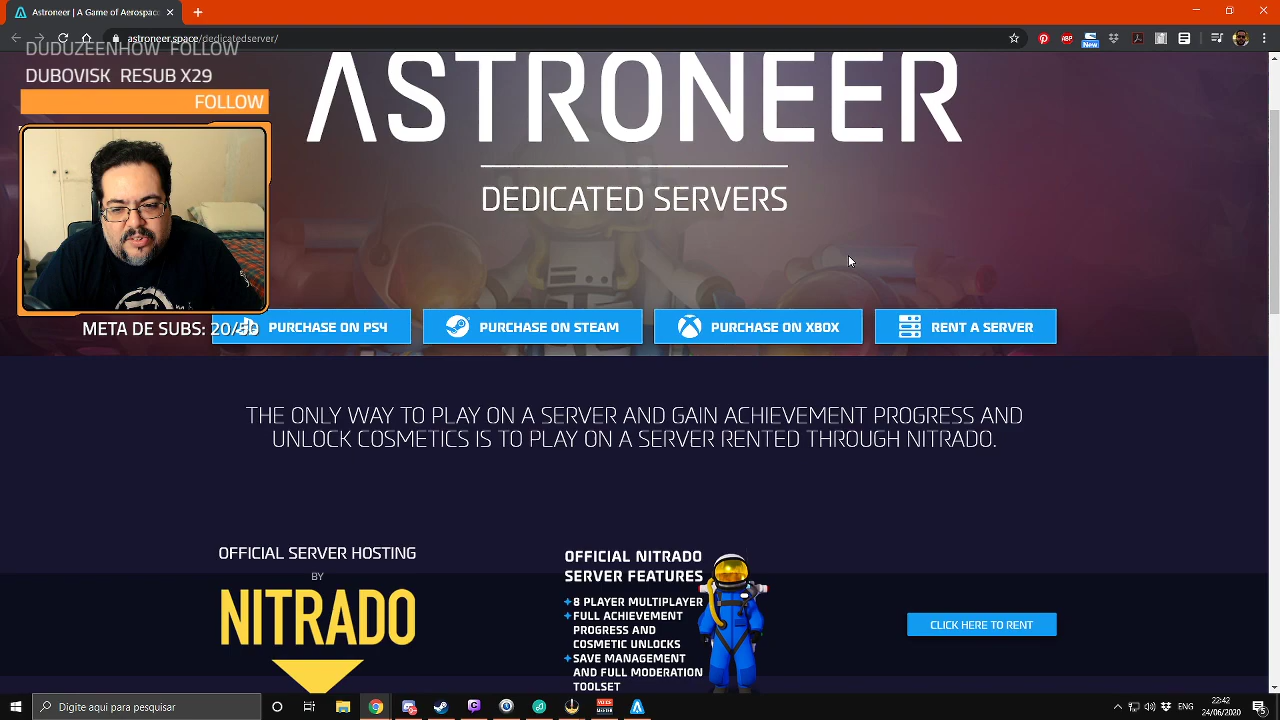 Astroneer | A Game of Aerospac
astroneer.space/dedicatedserver/
New
DUDUZEENHOW FOLLOW
DUBOVISK RESUB X29
FOLLOW
ASTRONEER
DEDICATED SERVERS
META DE SUBS: 20/50
PURCHASE ON PS4
PURCHASE ON STEAM
PURCHASE ON XBOX
RENT A SERVER
THE ONLY WAY TO PLAY ON A SERVER AND GAIN ACHIEVEMENT PROGRESS AND
UNLOCK COSMETICS IS TO PLAY ON A SERVER RENTED THROUGH NITRADO.
OFFICIAL SERVER HOSTING
BY
NITRADO
OFFICIAL NITRADO
SERVER FEATURES
8 PLAYER MULTIPLAYER
FULL ACHIEVEMENT
PROGRESS AND
COSMETIC UNLOCKS
SAVE MANAGEMENT
AND FULL MODERATION
TOOLSET
CLICK HERE TO RENT
Digite aqui para pesquisar
ENG
22:42
24/06/2020